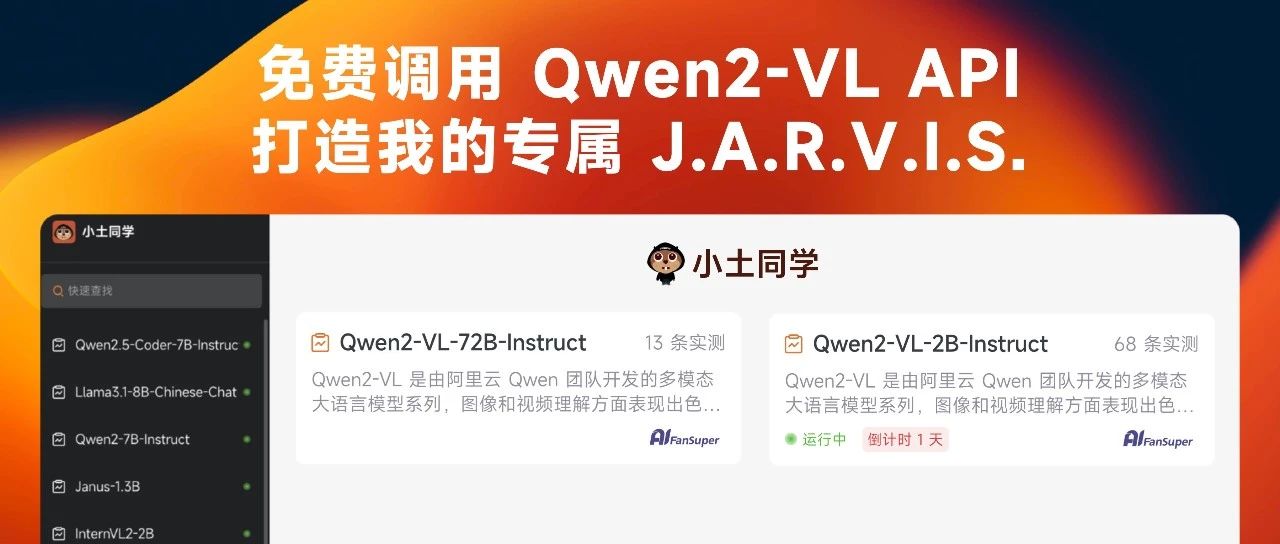 免费调用 Qwen2-VL API
打造我的专属 J.A.R.V.I.S.
小土同学
快速查找
Qwen2.5-Coder-7B-Instruc
Llama3.1-8B-Chinese-Chat
Qwen2-7B-Instruct
Janus-1.3B
InternVL2-2B
小土同学
Qwen2-VL-72B-Instruct
13 条实测
Qwen2-VL 是由阿里云 Qwen 团队开发的多模态
大语言模型系列，图像和视频理解方面表现出色...
AIFanSuper
Qwen2-VL-2B-Instruct
68 条实测
Qwen2-VL 是由阿里云 Qwen 团队开发的多模态
大语言模型系列，图像和视频理解方面表现出色...
运行中
倒计时 1 天
AIFanSuper